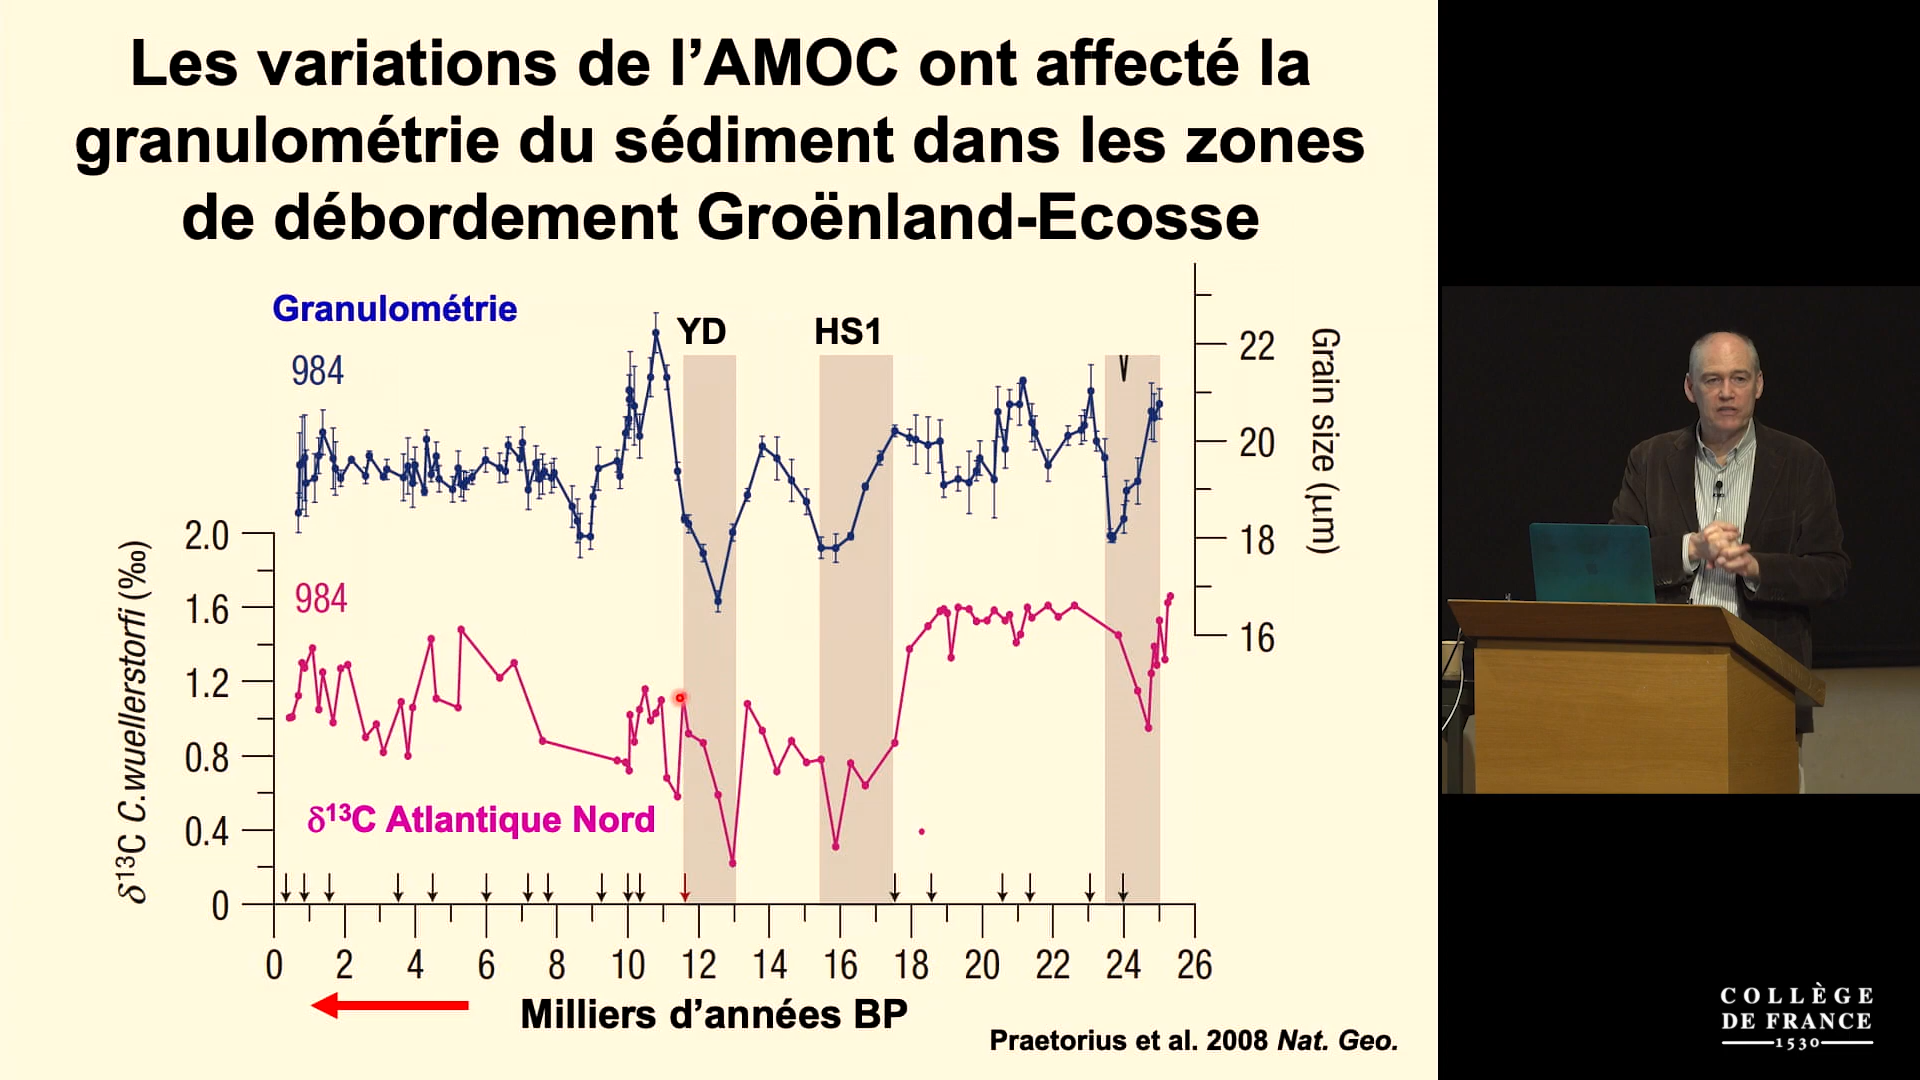 Les variations de l’AMOC ont affecté la
granulométrie du sédiment dans les zones
de débordement Groënland-Ecosse
Granulométrie
984
YD
HS1
22
20
18
16
Grain size (μm)
2.0
1.6
1.2
0.8
0.4
0
δ¹³C C.wuellerstorfi (‰)
984
δ¹³C Atlantique Nord
0 2 4 6 8 10 12 14 16 18 20 22 24 26
Milliers d’années BP
Praetorius et al. 2008 Nat. Geo.
COLLÈGE
DE FRANCE
1530